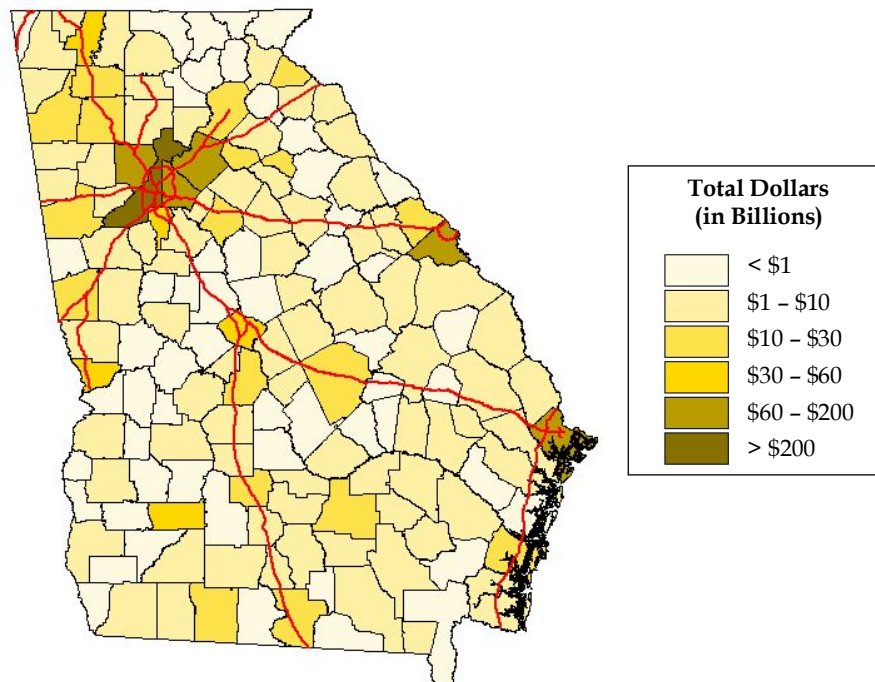 Total Dollars
(in Billions)
< $1
$1 – $10
$10 – $30
$30 – $60
$60 – $200
> $200